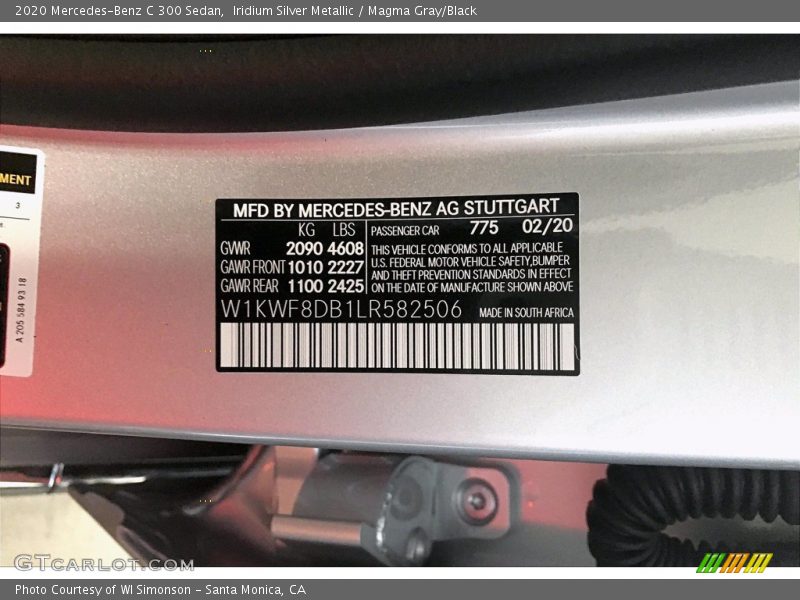 2020 Mercedes-Benz C 300 Sedan, Iridium Silver Metallic / Magma Gray/Black
MENT
3
A 205 584 93 18
MFD BY MERCEDES-BENZ AG STUTTGART
KG LBS
GVWR 2090 4608
GAWR FRONT 1010 2227
GAWR REAR 1100 2425
PASSENGER CAR 775 02/20
THIS VEHICLE CONFORMS TO ALL APPLICABLE
U.S. FEDERAL MOTOR VEHICLE SAFETY, BUMPER
AND THEFT PREVENTION STANDARDS IN EFFECT
ON THE DATE OF MANUFACTURE SHOWN ABOVE
W1KWF8DB1LR582506 MADE IN SOUTH AFRICA
GTCARLOT.COM
Photo Courtesy of WI Simonson - Santa Monica, CA